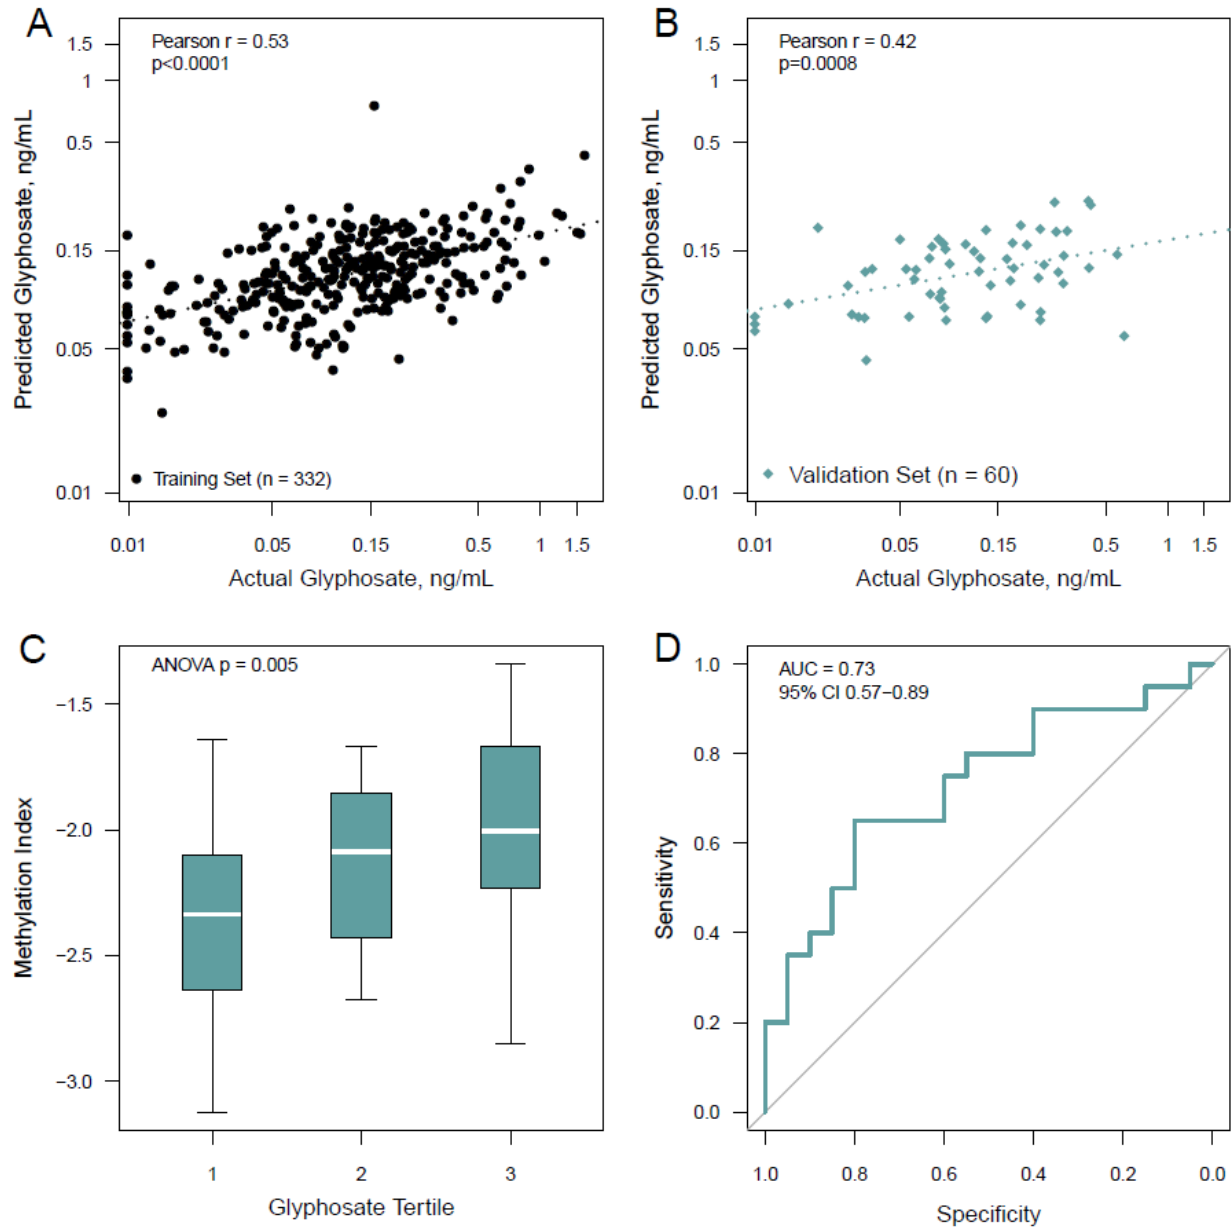 A
Pearson r = 0.53
p<0.0001
1.5
1
0.5
0.15
0.05
0.01
Predicted Glyphosate, ng/mL
Training Set (n = 332)
0.01 0.05 0.15 0.5 1 1.5
Actual Glyphosate, ng/mL
B
Pearson r = 0.42
p=0.0008
1.5
1
0.5
0.15
0.05
0.01
Predicted Glyphosate, ng/mL
Validation Set (n = 60)
0.01 0.05 0.15 0.5 1 1.5
Actual Glyphosate, ng/mL
C
ANOVA p = 0.005
−1.5
−2.0
−2.5
−3.0
Methylation Index
1 2 3
Glyphosate Tertile
D
AUC = 0.73
95% CI 0.57−0.89
1.0
0.8
0.6
0.4
0.2
0.0
Sensitivity
1.0 0.8 0.6 0.4 0.2 0.0
Specificity